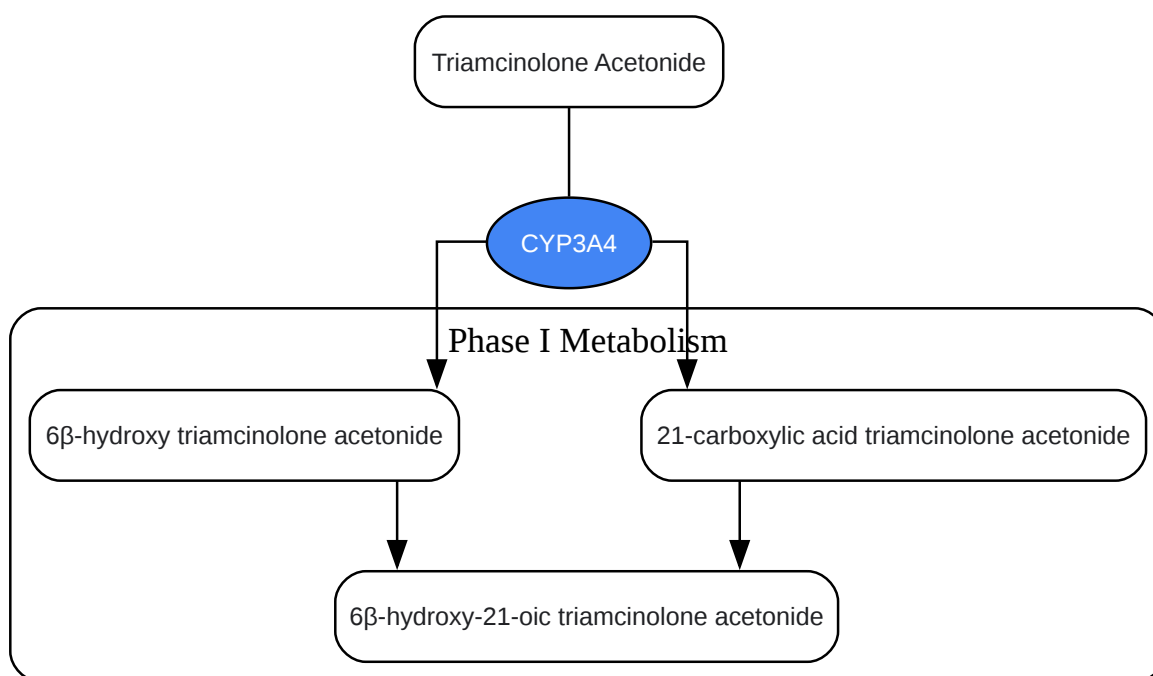 Triamcinolone Acetonide
CYP3A4
Phase I Metabolism
6β-hydroxy triamcinolone acetonide
21-carboxylic acid triamcinolone acetonide
6β-hydroxy-21-oic triamcinolone acetonide